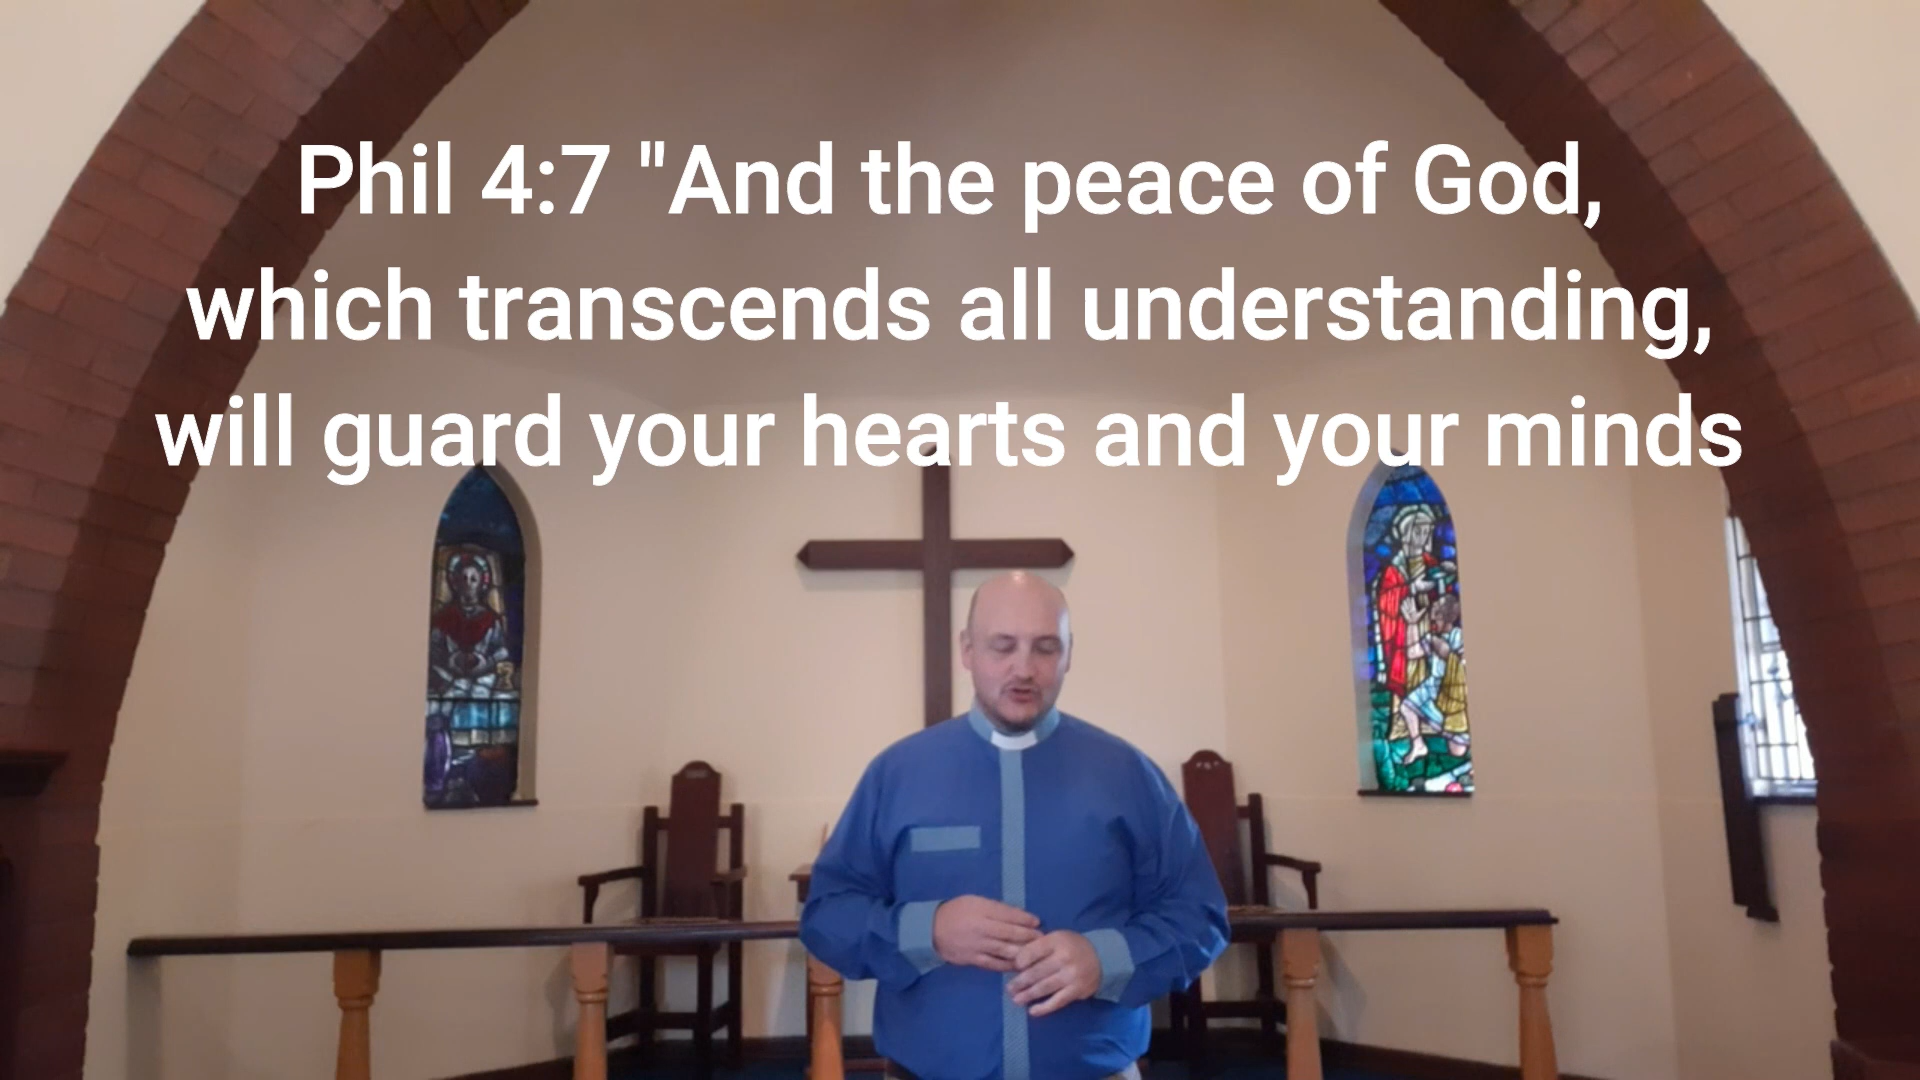 Phil 4:7 "And the peace of God,
which transcends all understanding,
will guard your hearts and your minds